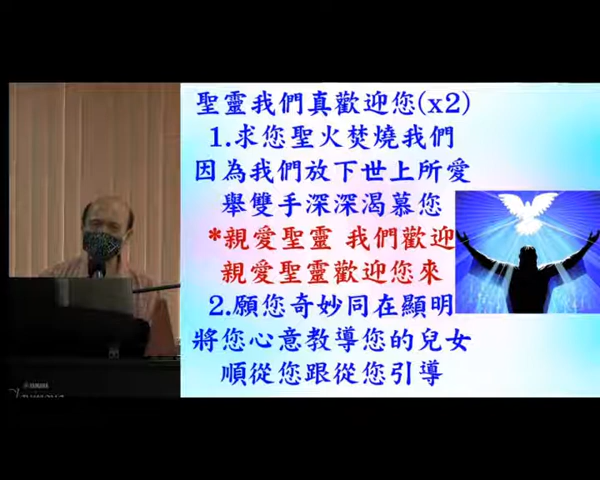 聖靈我們真歡迎您(x2)
1.求您聖火焚燒我們
因為我們放下世上所愛
舉雙手深深渴慕您
*親愛聖靈 我們歡迎
親愛聖靈歡迎您來
2.願您奇妙同在顯明
將您心意教導您的兒女
順從您跟從您引導
YAMAHA